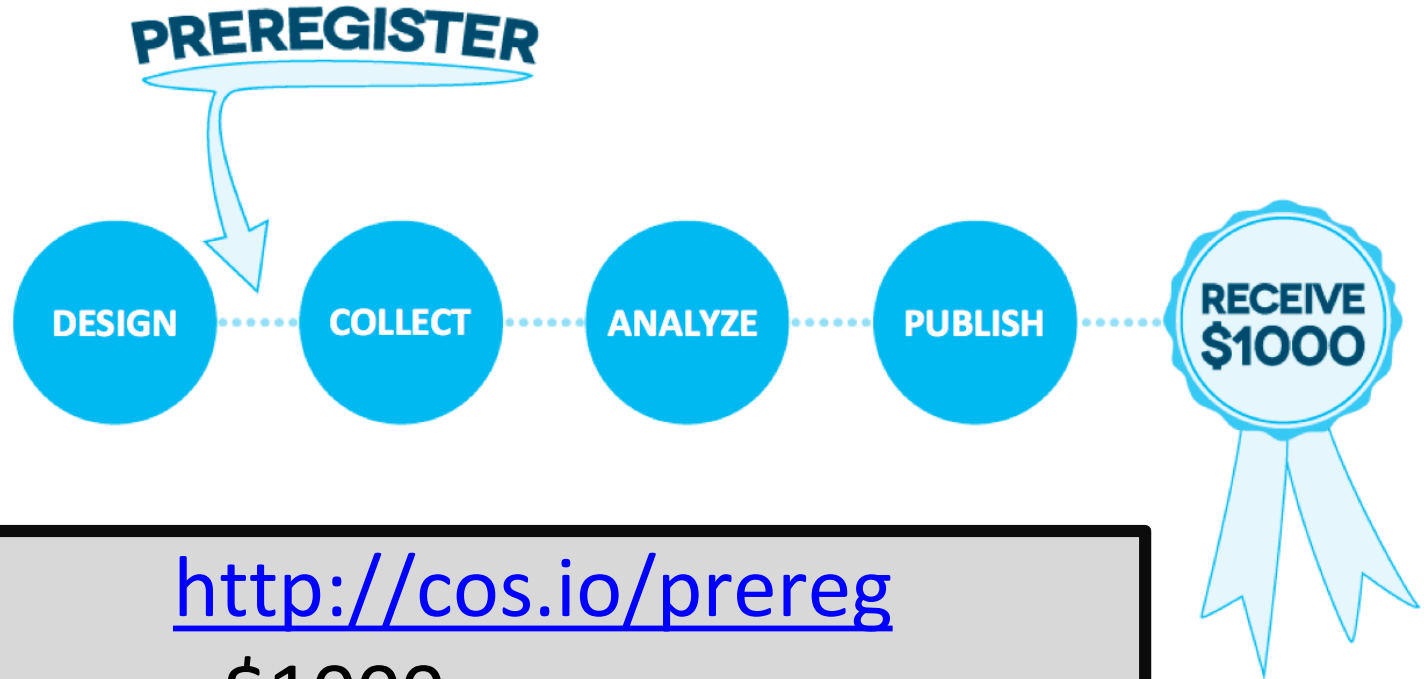 PREREGISTER
DESIGN
COLLECT
ANALYZE
PUBLISH
RECEIVE
$1000
http://cos.io/prereg